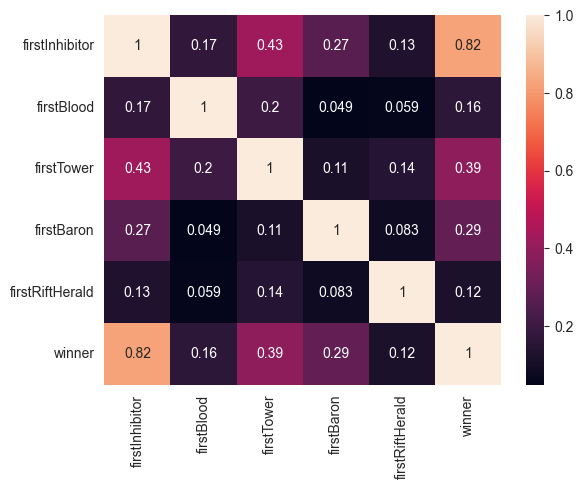 firstInhibitor 1 0.17 0.43 0.27 0.13 0.82
firstBlood 0.17 1 0.2 0.049 0.059 0.16
firstTower 0.43 0.2 1 0.11 0.14 0.39
firstBaron 0.27 0.049 0.11 1 0.083 0.29
firstRiftHerald 0.13 0.059 0.14 0.083 1 0.12
winner 0.82 0.16 0.39 0.29 0.12 1
firstInhibitor
firstBlood
firstTower
firstBaron
firstRiftHerald
winner
1.0
0.8
0.6
0.4
0.2